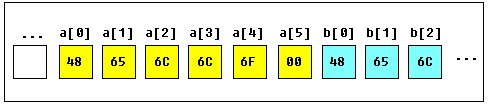 ... a[0] a[1] a[2] a[3] a[4] a[5] b[0] b[1] b[2]
48 65 6C 6C 6F 00 48 65 6C ...